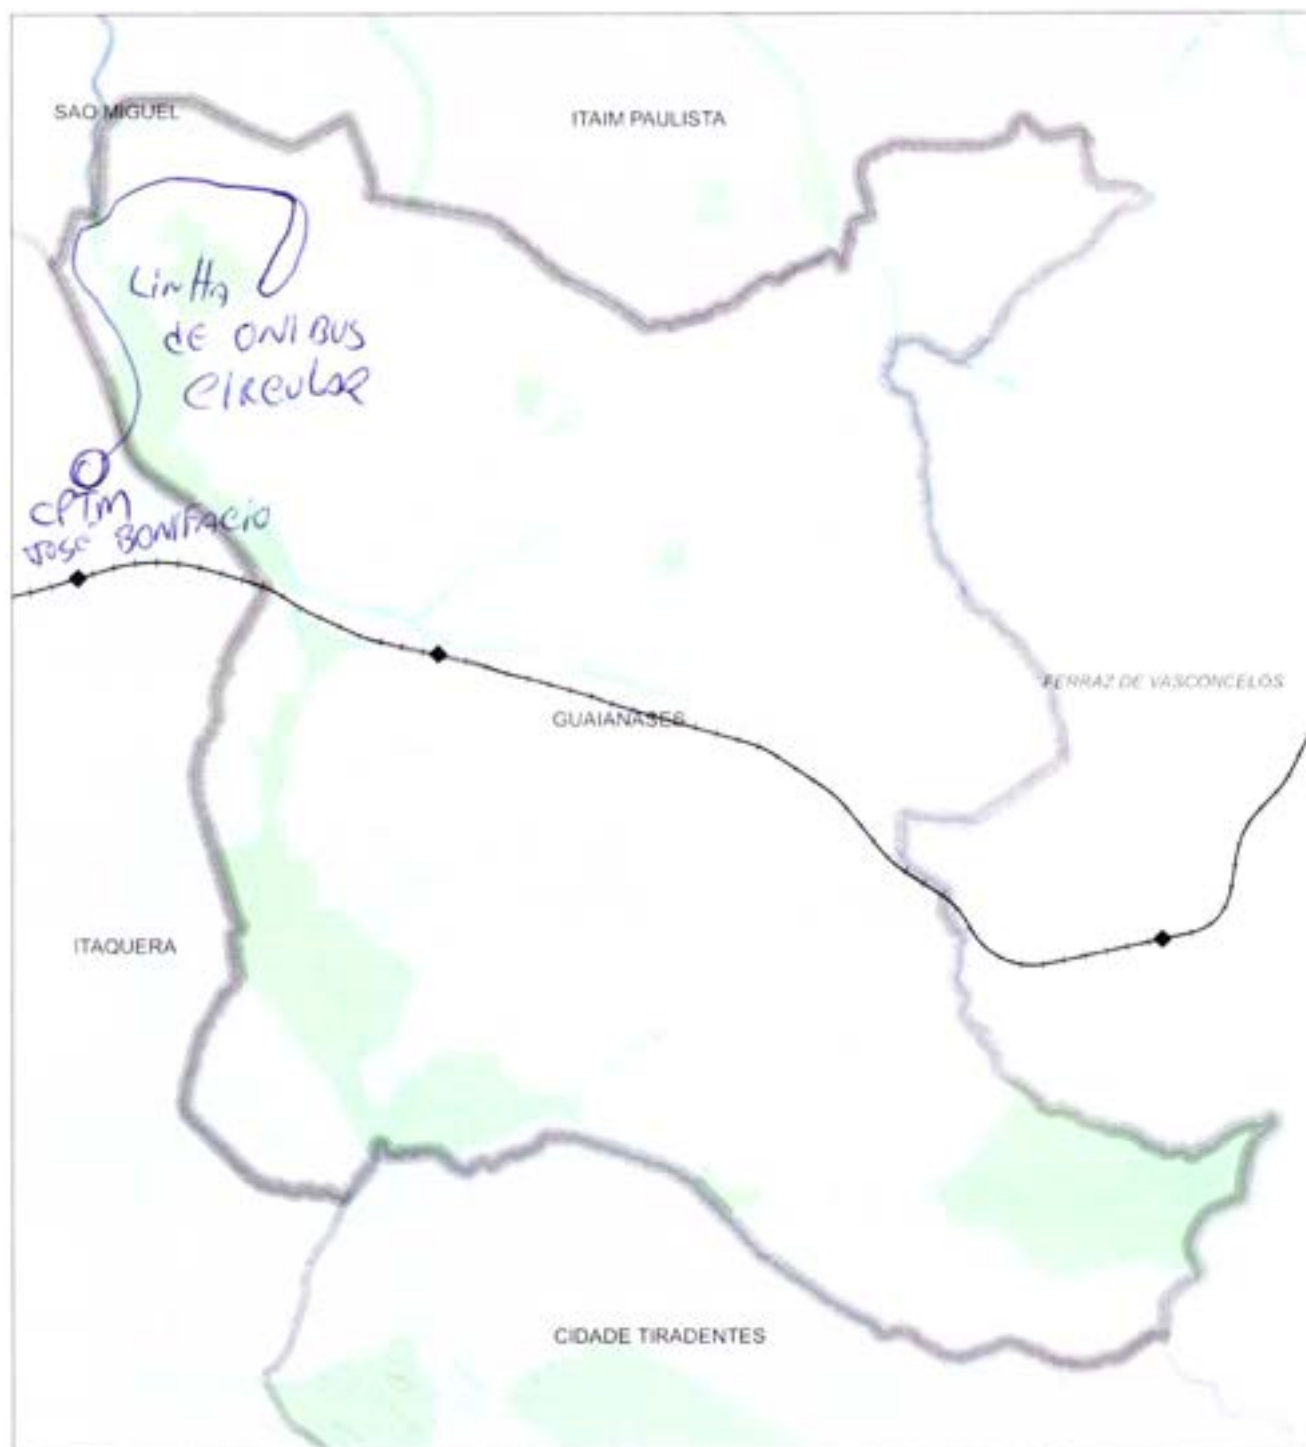 SAO MIGUEL
ITAIM PAULISTA
LinHA
dE ONIBUS
CIRCULAR
CPTM
José BONIFACIO
FERRAZ DE VASCONCELOS
GUAIANASES
ITAQUERA
CIDADE TIRADENTES